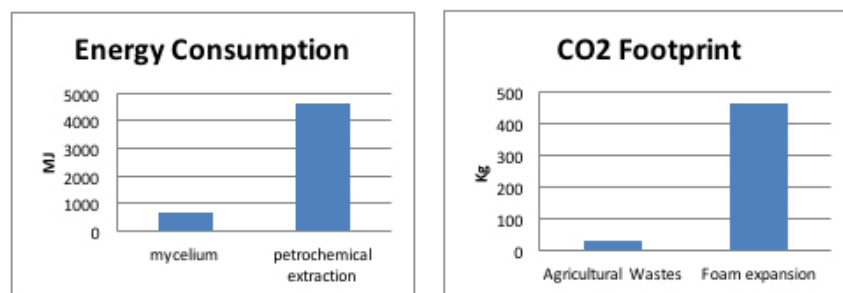 Energy Consumption
5000
4000
3000
2000
1000
0
MJ
mycelium
petrochemical
extraction
CO2 Footprint
500
400
300
200
100
0
Kg
Agricultural Wastes
Foam expansion